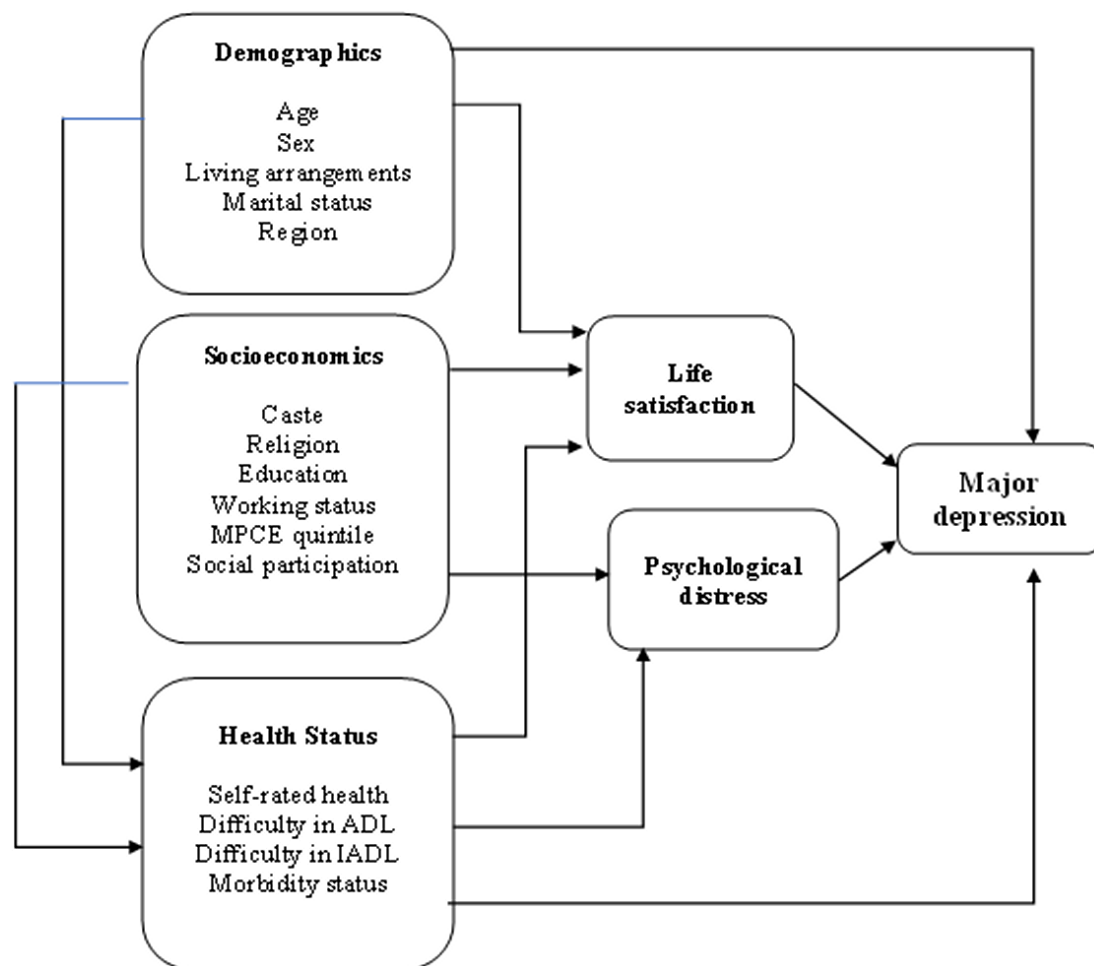 Demographics
Age
Sex
Living arrangements
Marital status
Region
Socioeconomics
Caste
Religion
Education
Working status
MPCE quintile
Social participation
Health Status
Self-rated health
Difficulty in ADL
Difficulty in IADL
Morbidity status
Life
satisfaction
Psychological
distress
Major
depression